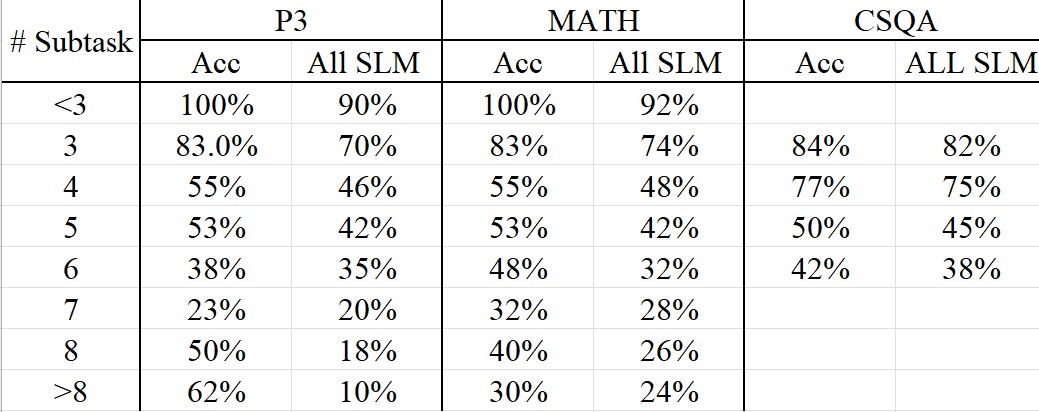 # Subtask P3 MATH CSQA
Acc All SLM Acc All SLM Acc ALL SLM
<3 100% 90% 100% 92%
3 83.0% 70% 83% 74% 84% 82%
4 55% 46% 55% 48% 77% 75%
5 53% 42% 53% 42% 50% 45%
6 38% 35% 48% 32% 42% 38%
7 23% 20% 32% 28%
8 50% 18% 40% 26%
>8 62% 10% 30% 24%